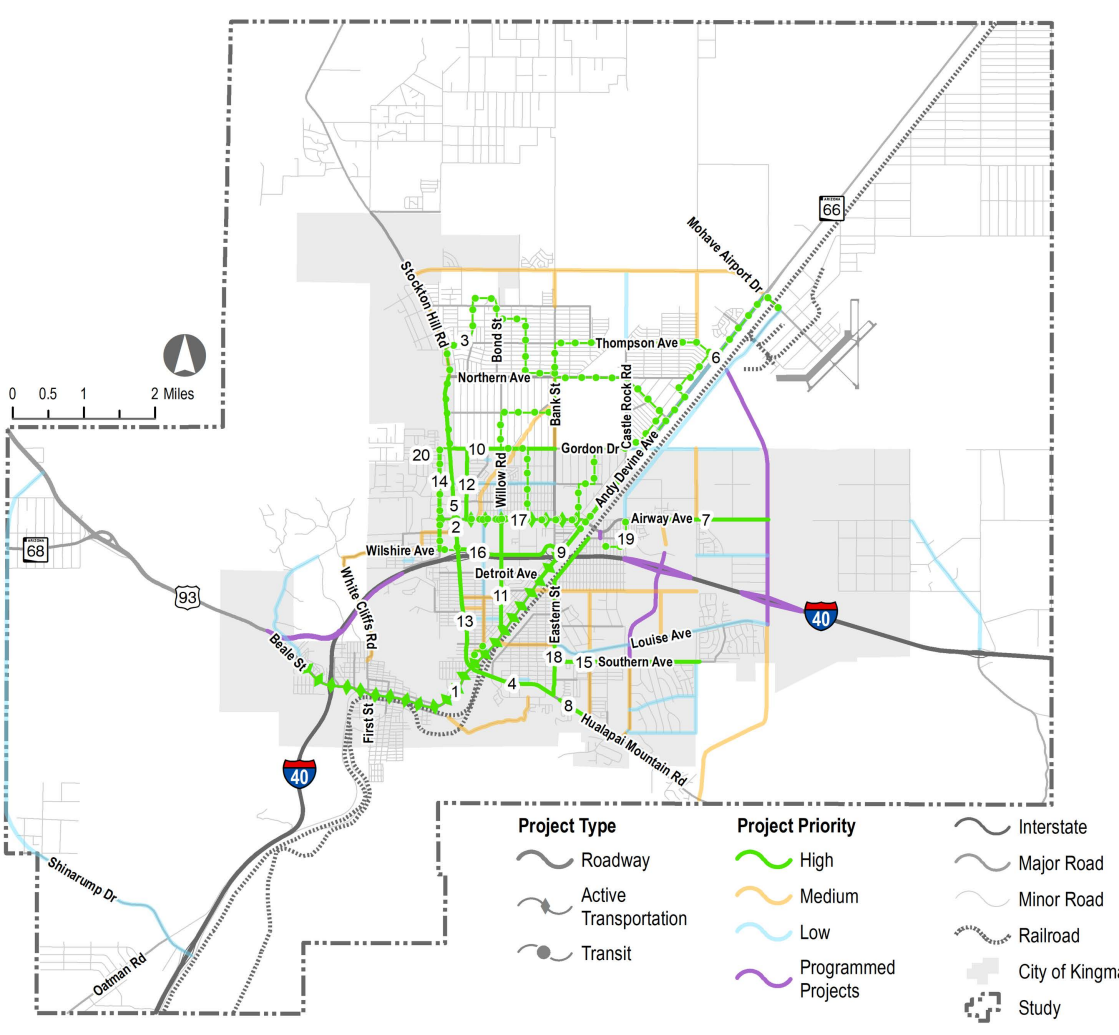 ARIZONA
66
Mohave Airport Dr
Stockton Hill Rd
3
Bond St
Thompson Ave
6
0 0.5 1 2 Miles
Northern Ave
Bank St
Castle Rock Rd
20
10
Gordon Dr
14
12
Willow Rd
Andy Devine Ave
5
2
17
Airway Ave
7
19
ARIZONA
68
Wilshire Ave
16
9
93
White Cliffs Rd
Detroit Ave
11
Eastern St
40
13
Louise Ave
Beale St
18
15
Southern Ave
1
4
First St
8
Hualapai Mountain Rd
40
Shinarump Dr
Oatman Rd
Project Type
Roadway
Active
Transportation
Transit
Project Priority
High
Medium
Low
Programmed
Projects
Interstate
Major Road
Minor Road
Railroad
City of Kingma
Study